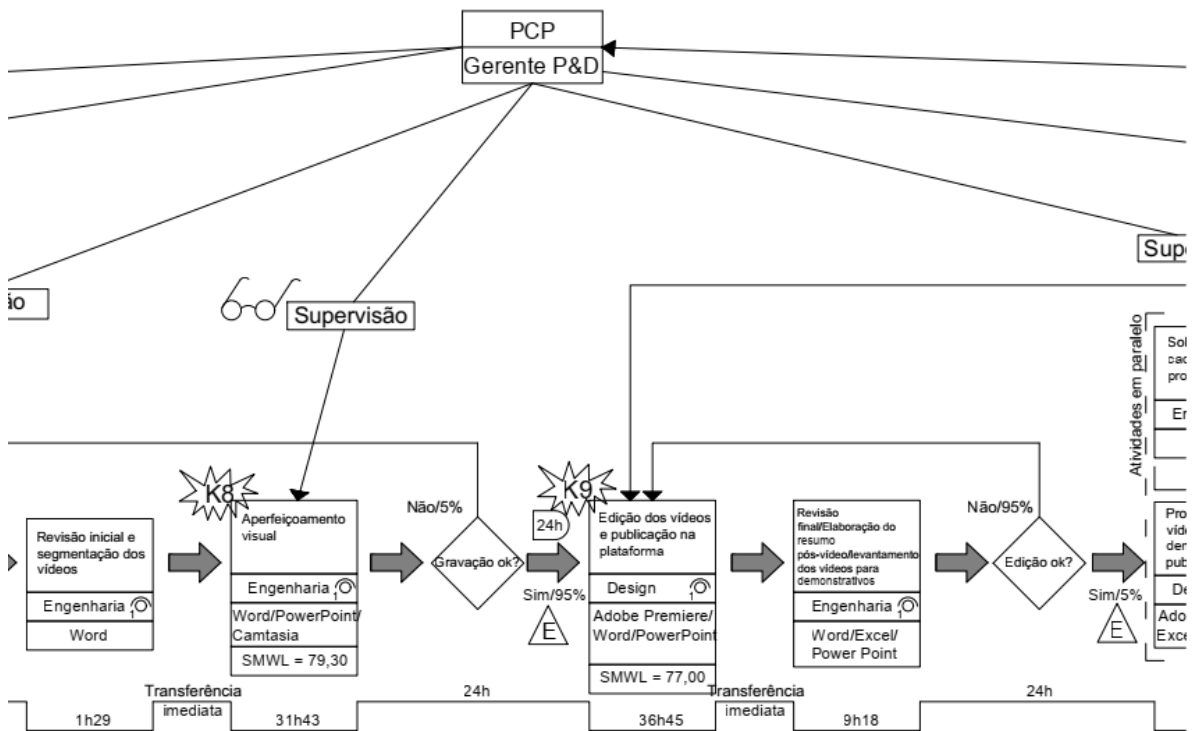 PCP
Gerente P&D
ão
Supervisão
Atividades em paralelo
K8
K9
24h
Revisão inicial e
segmentação dos
vídeos
Engenharia
1
Word
Aperfeiçoamento
visual
Engenharia
1
Word/PowerPoint/
Camtasia
SMWL = 79,30
Não/5%
Gravação ok?
Sim/95%
E
Edição dos vídeos
e publicação na
plataforma
Design
1
Adobe Premiere/
Word/PowerPoint
SMWL = 77,00
Revisão
final/Elaboração do
resumo
pós-vídeo/levantamento
dos vídeos para
demonstrativos
Engenharia
1
Word/Excel/
Power Point
Não/95%
Edição ok?
Sim/5%
E
1h29
Transferência
imediata
31h43
24h
36h45
Transferência
imediata
9h18
24h